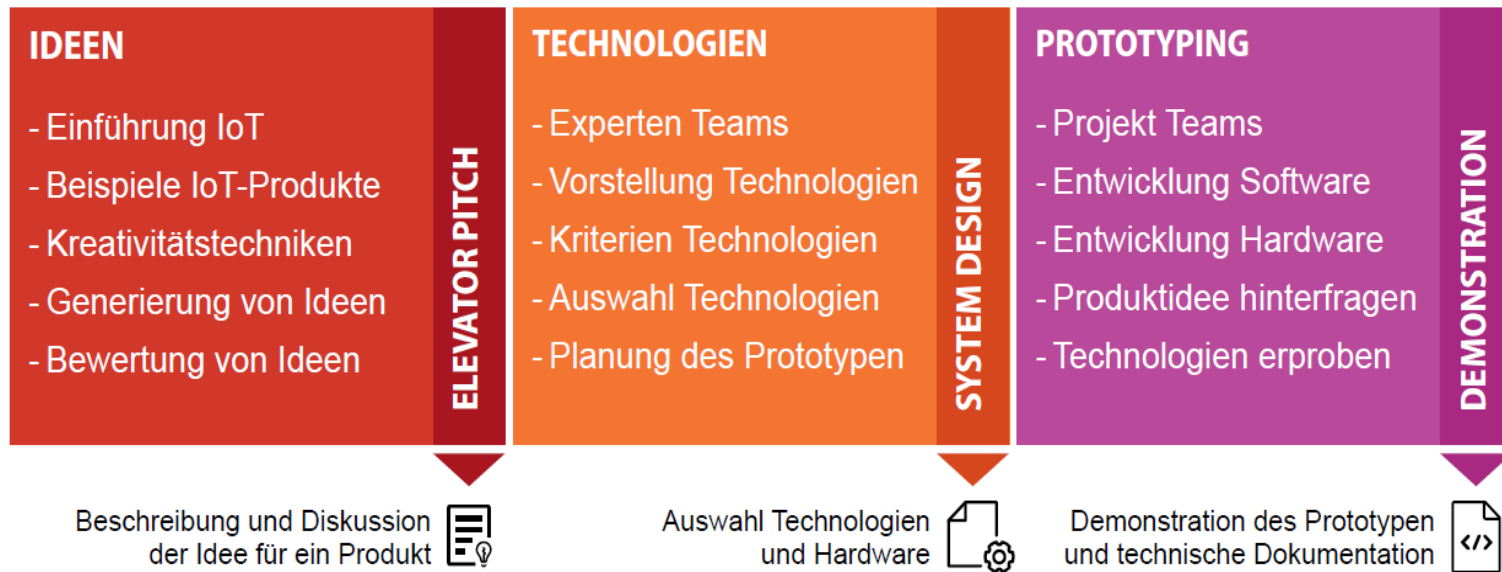 IDEEN
- Einführung IoT
- Beispiele IoT-Produkte
- Kreativitätstechniken
- Generierung von Ideen
- Bewertung von Ideen
ELEVATOR PITCH
Beschreibung und Diskussion
der Idee für ein Produkt
TECHNOLOGIEN
- Experten Teams
- Vorstellung Technologien
- Kriterien Technologien
- Auswahl Technologien
- Planung des Prototypen
SYSTEM DESIGN
Auswahl Technologien
und Hardware
PROTOTYPING
- Projekt Teams
- Entwicklung Software
- Entwicklung Hardware
- Produktidee hinterfragen
- Technologien erproben
DEMONSTRATION
Demonstration des Prototypen
und technische Dokumentation
</>